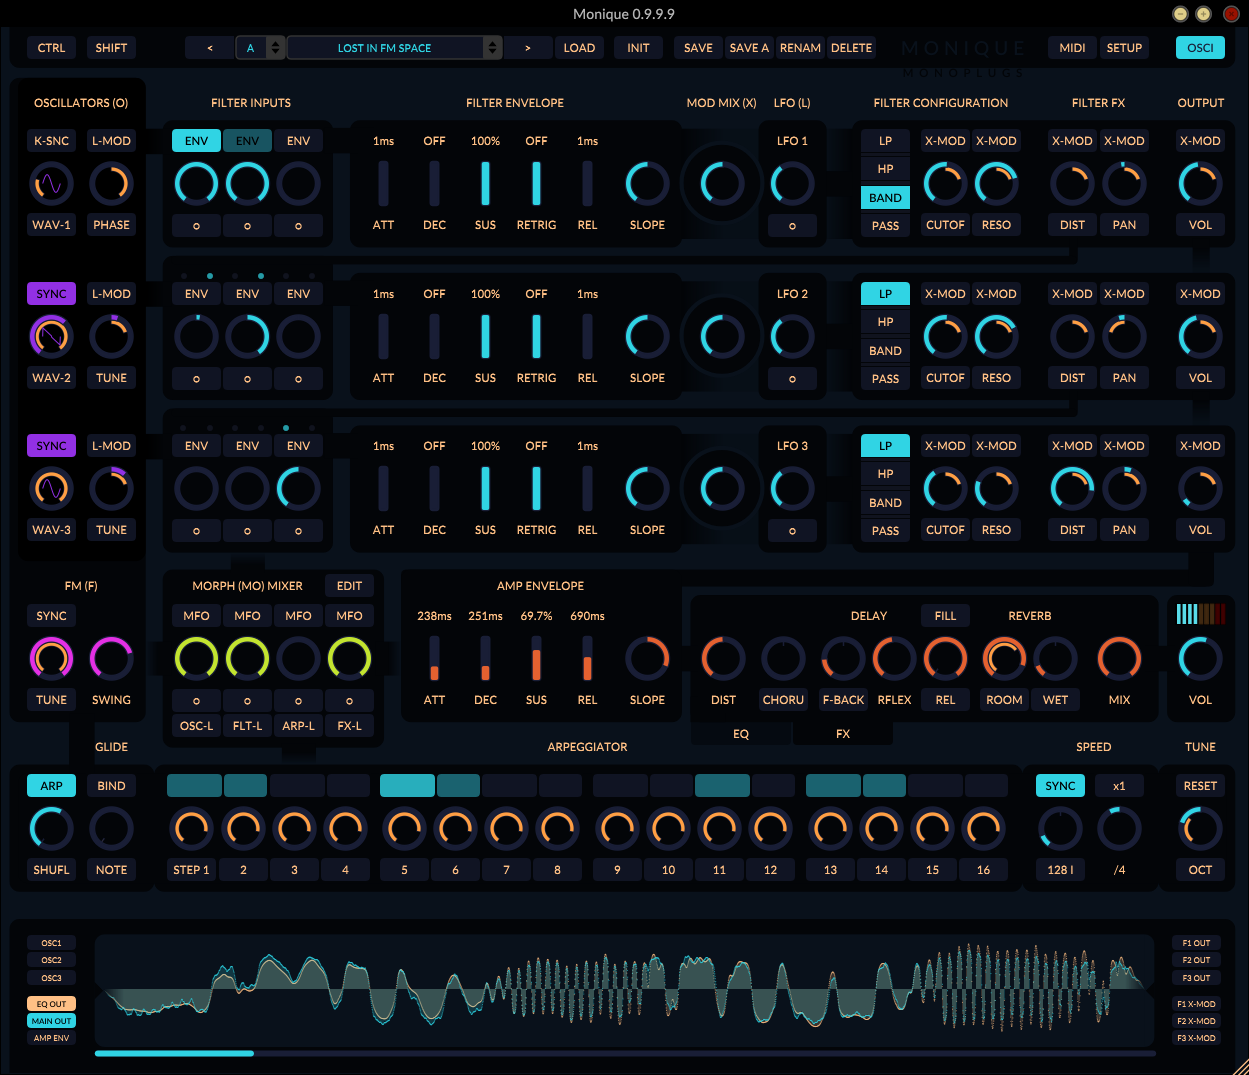 Monique 0.9.9.9
CTRL SHIFT < A LOST IN FM SPACE > LOAD INIT SAVE SAVE A RENAM DELETE MONIQUE MIDI SETUP OSCI
MONOPLUGS
OSCILLATORS (O) FILTER INPUTS FILTER ENVELOPE MOD MIX (X) LFO (L) FILTER CONFIGURATION FILTER FX OUTPUT
K-SNC L-MOD ENV ENV ENV 1ms OFF 100% OFF 1ms LFO 1 LP X-MOD X-MOD X-MOD X-MOD X-MOD
HP
BAND
WAV-1 PHASE o o o ATT DEC SUS RETRIG REL SLOPE o PASS CUTOF RESO DIST PAN VOL
SYNC L-MOD ENV ENV ENV 1ms OFF 100% OFF 1ms LFO 2 LP X-MOD X-MOD X-MOD X-MOD X-MOD
HP
BAND
WAV-2 TUNE o o o ATT DEC SUS RETRIG REL SLOPE o PASS CUTOF RESO DIST PAN VOL
SYNC L-MOD ENV ENV ENV 1ms OFF 100% OFF 1ms LFO 3 LP X-MOD X-MOD X-MOD X-MOD X-MOD
HP
BAND
WAV-3 TUNE o o o ATT DEC SUS RETRIG REL SLOPE o PASS CUTOF RESO DIST PAN VOL
FM (F) MORPH (MO) MIXER EDIT AMP ENVELOPE
SYNC MFO MFO MFO MFO 238ms 251ms 69.7% 690ms DELAY FILL REVERB
TUNE SWING o o o o ATT DEC SUS REL SLOPE DIST CHORU F-BACK RFLEX REL ROOM WET MIX VOL
OSC-L FLT-L ARP-L FX-L
EQ FX
GLIDE ARPEGGIATOR SPEED TUNE
ARP BIND SYNC x1 RESET
SHUFL NOTE STEP 1 2 3 4 5 6 7 8 9 10 11 12 13 14 15 16 128 I /4 OCT
OSC1 F1 OUT
OSC2 F2 OUT
OSC3 F3 OUT
EQ OUT F1 X-MOD
MAIN OUT F2 X-MOD
AMP ENV F3 X-MOD